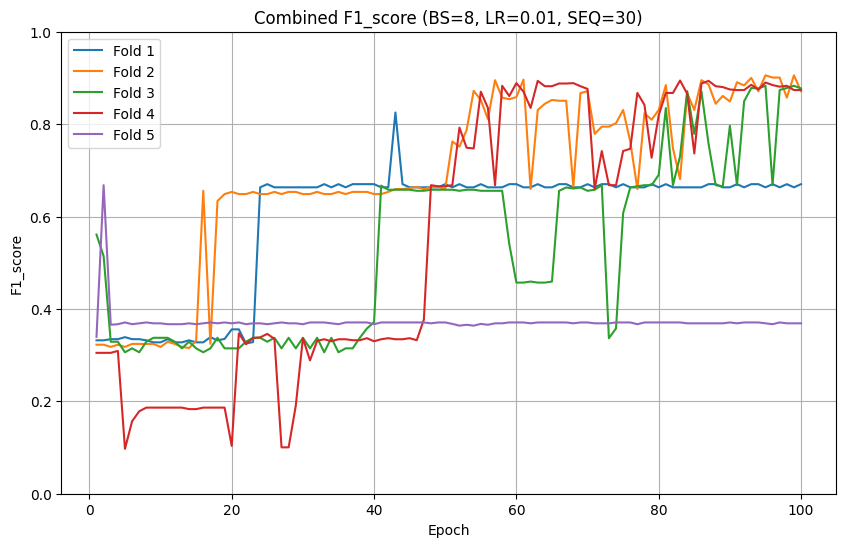 Combined F1_score (BS=8, LR=0.01, SEQ=30)
Fold 1
Fold 2
Fold 3
Fold 4
Fold 5
F1_score
1.0
0.8
0.6
0.4
0.2
0.0
0 20 40 60 80 100
Epoch